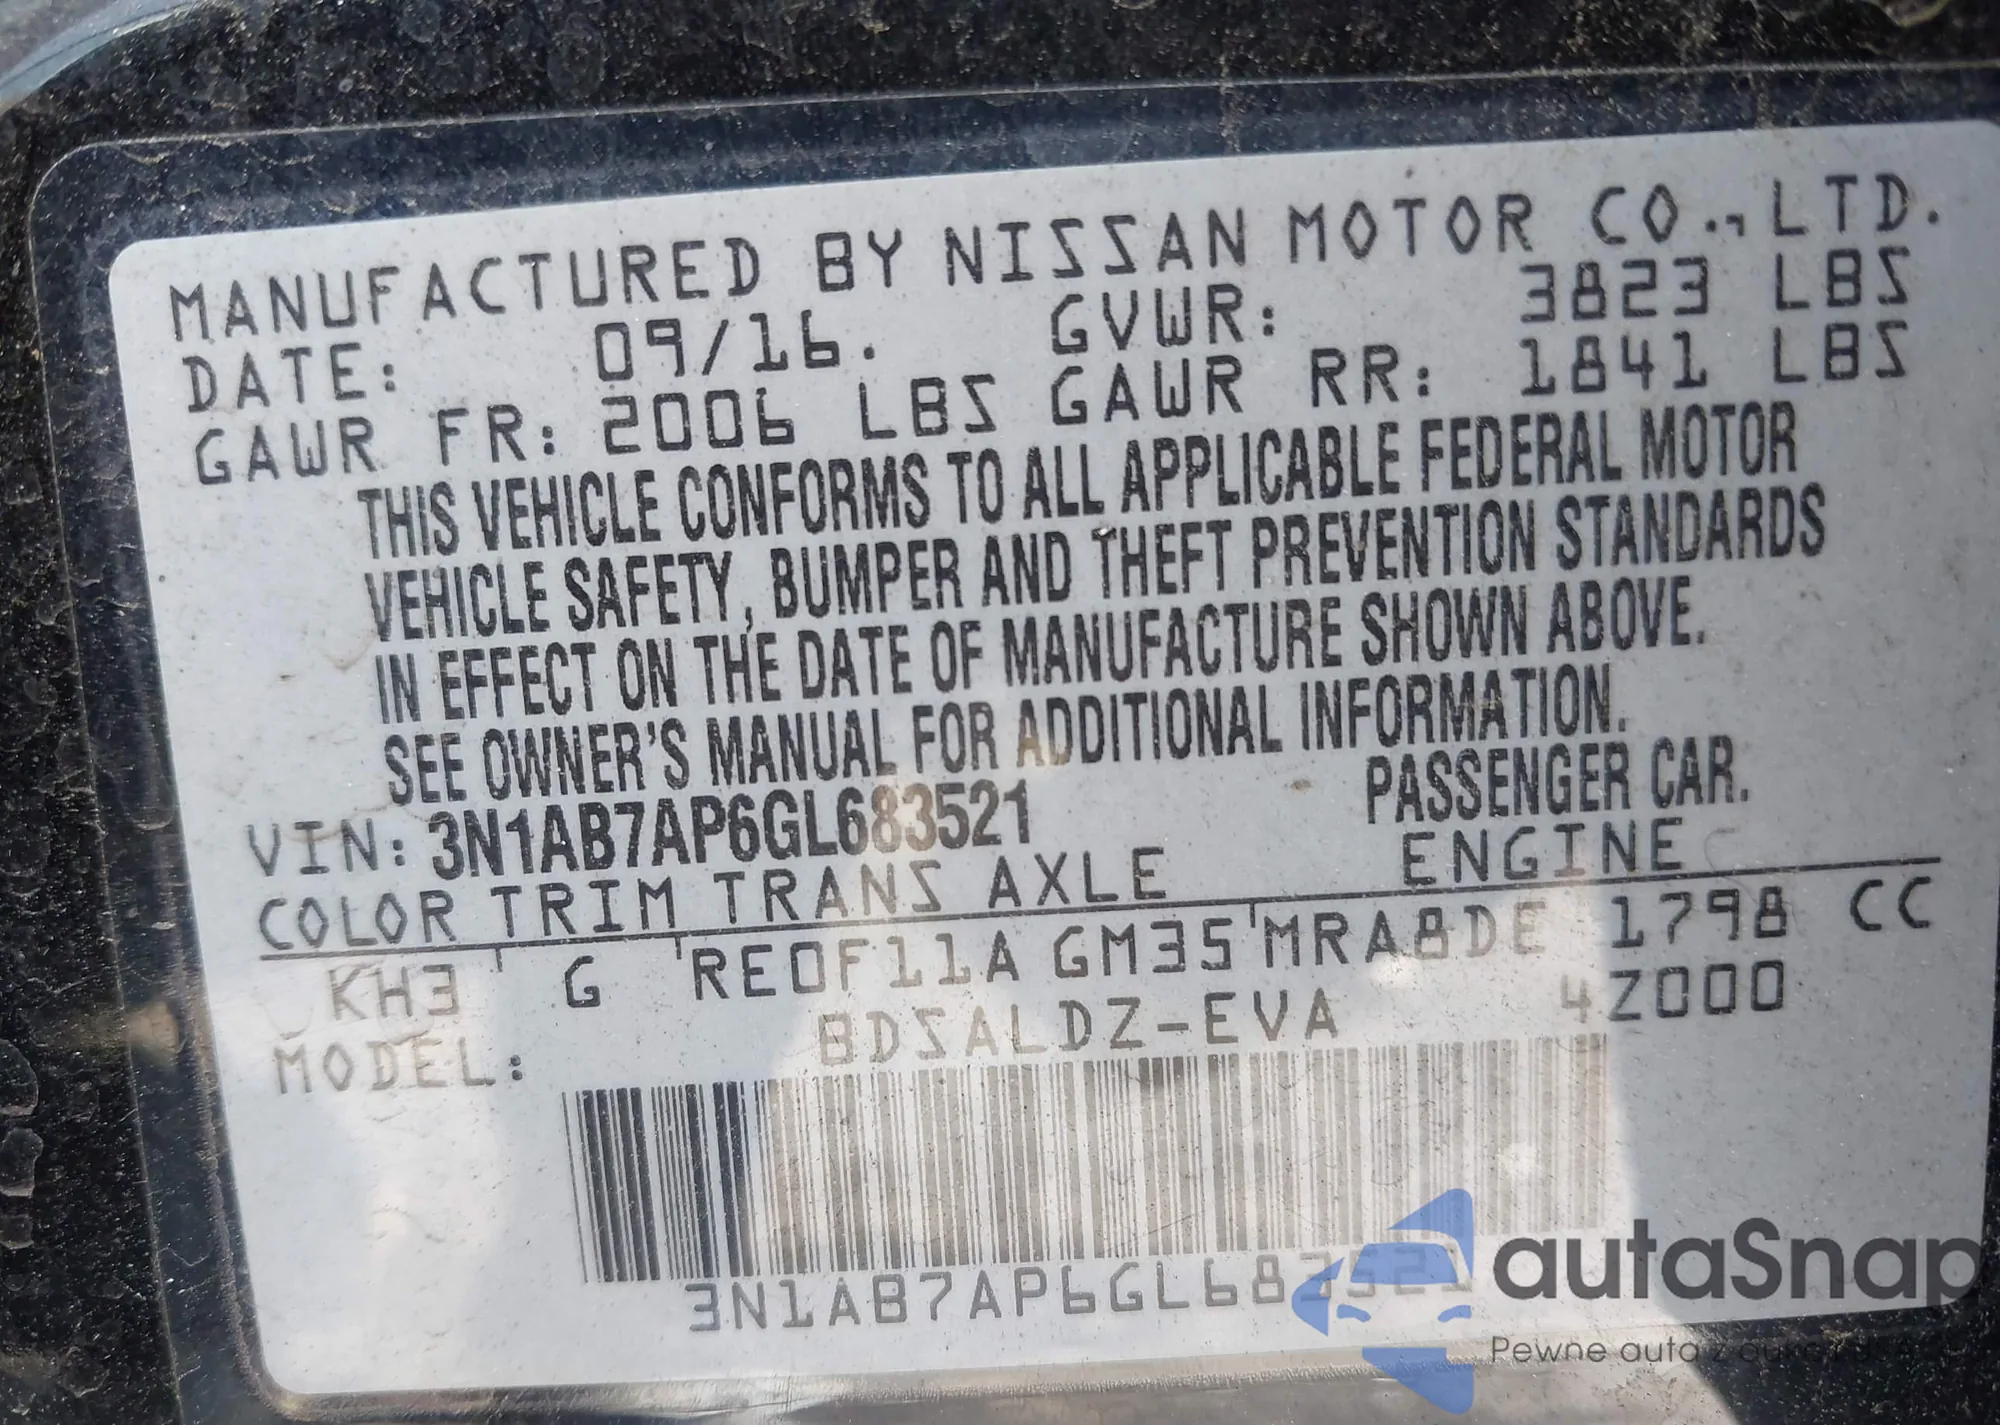 MANUFACTURED BY NISSAN MOTOR CO., LTD.
DATE: 09/16. GVWR: 3823 LBS
GAWR FR: 2006 LBS GAWR RR: 1841 LBS
THIS VEHICLE CONFORMS TO ALL APPLICABLE FEDERAL MOTOR
VEHICLE SAFETY, BUMPER AND THEFT PREVENTION STANDARDS
IN EFFECT ON THE DATE OF MANUFACTURE SHOWN ABOVE.
SEE OWNER'S MANUAL FOR ADDITIONAL INFORMATION.
VIN: 3N1AB7AP6GL683521 PASSENGER CAR.
COLOR TRIM TRANS AXLE ENGINE
KH3 G RE0F11A GM35 MRA8DE 1798 CC
MODEL: BDSALDZ-EVA 4Z000
3N1AB7AP6GL683521
autaSnap
Pewne auta z